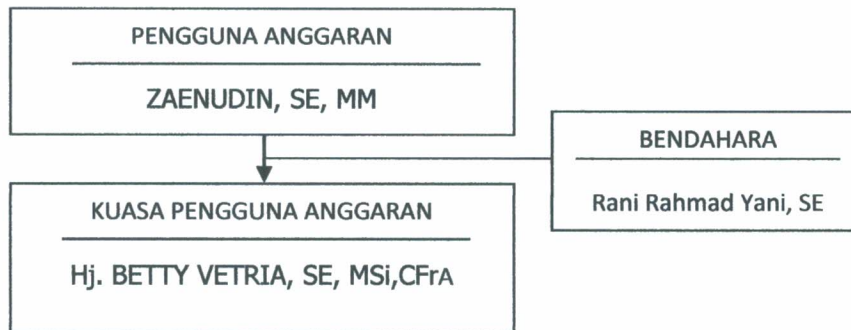 PENGGUNA ANGGARAN
ZAENUDIN, SE, MM
BENDAHARA
Rani Rahmad Yani, SE
KUASA PENGGUNA ANGGARAN
Hj. BETTY VETRIA, SE, MSi,CFrA